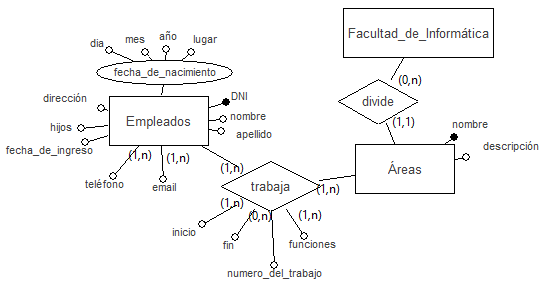 Facultad_de_Informática
(0,n)
divide
(1,1)
dia
mes
año
lugar
fecha_de_nacimiento
dirección
hijos
fecha_de_ingreso
Empleados
DNI
nombre
apellido
(1,n)
(1,n)
teléfono
email
(1,n)
trabaja
(1,n)
nombre
descripción
Áreas
(1,n)
(0,n)
(1,n)
inicio
fin
funciones
numero_del_trabajo